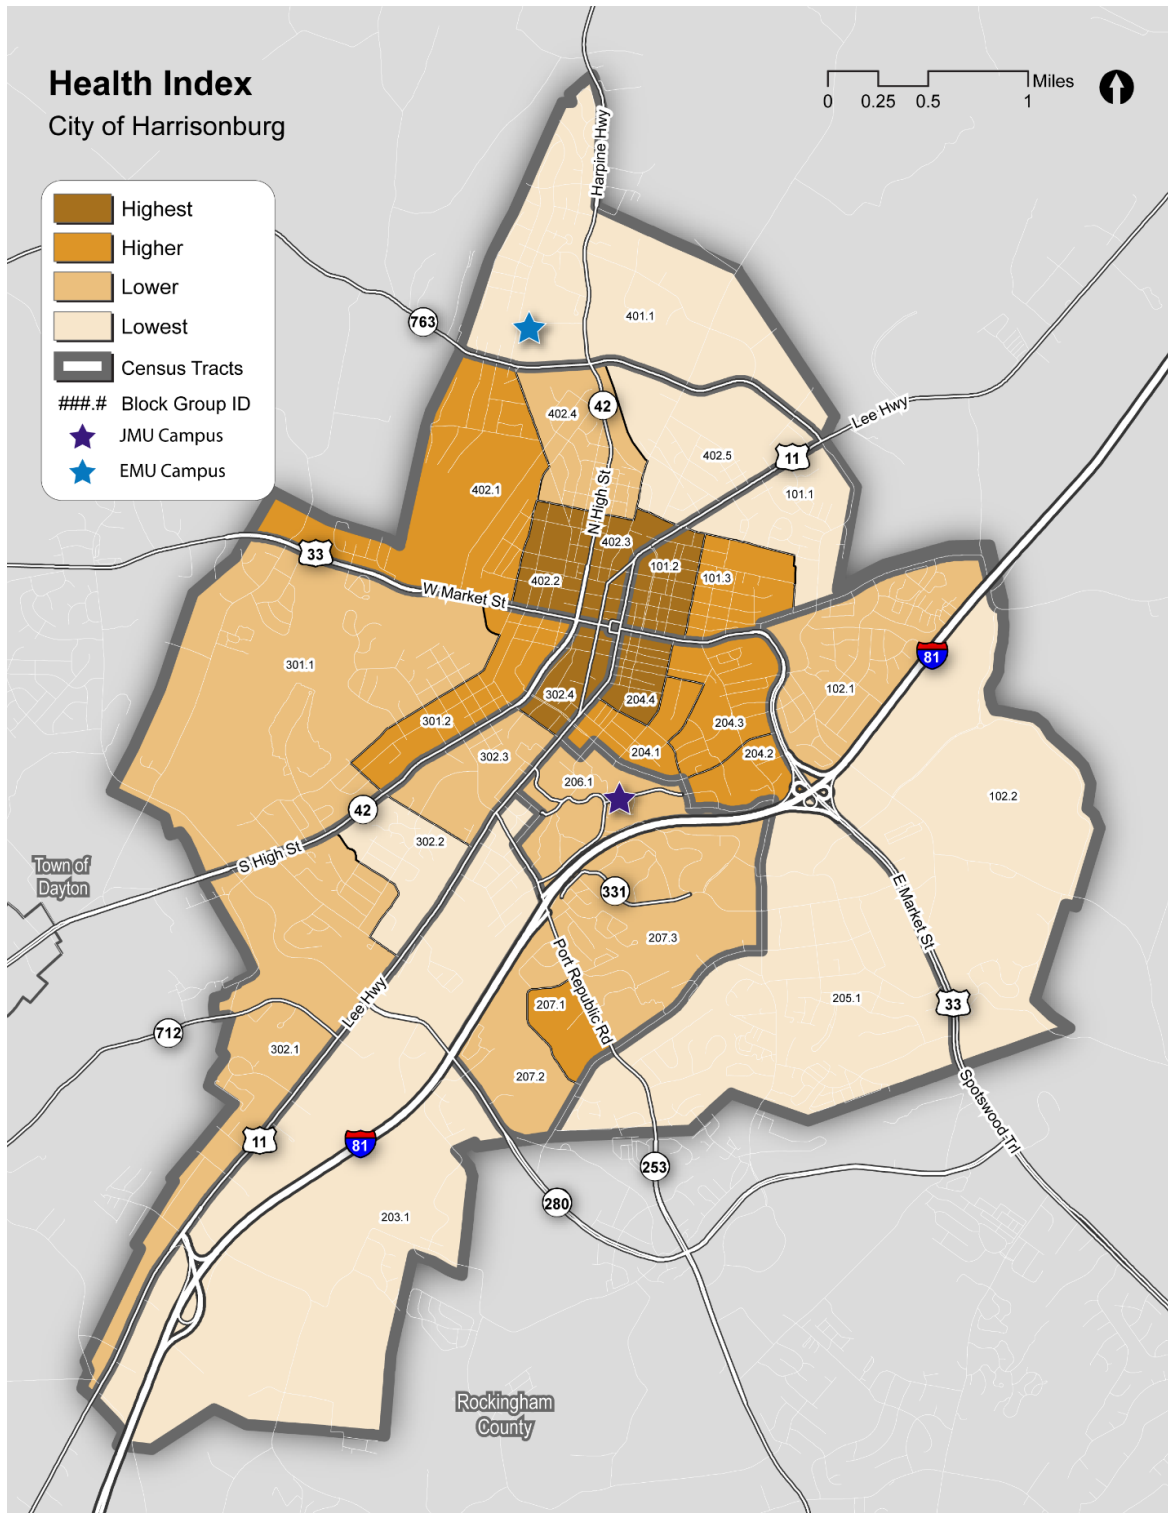 Health Index
City of Harrisonburg
Miles
0 0.25 0.5 1
Highest
Higher
Lower
Lowest
Census Tracts
###.# Block Group ID
JMU Campus
EMU Campus
Harpine Hwy
401.1
763
42
402.4
Lee Hwy
402.5
11
101.1
402.1
N High St
33
402.3
101.2
402.2
101.3
W Market St
81
301.1
102.1
302.4
204.4
301.2
204.3
204.1
204.2
302.3
206.1
102.2
42
302.2
S High St
Town of
Dayton
331
E Market St
207.3
Port Republic Rd
205.1
207.1
33
Lee Hwy
712
302.1
207.2
Spotswood Trl
11
81
253
280
203.1
Rockingham
County